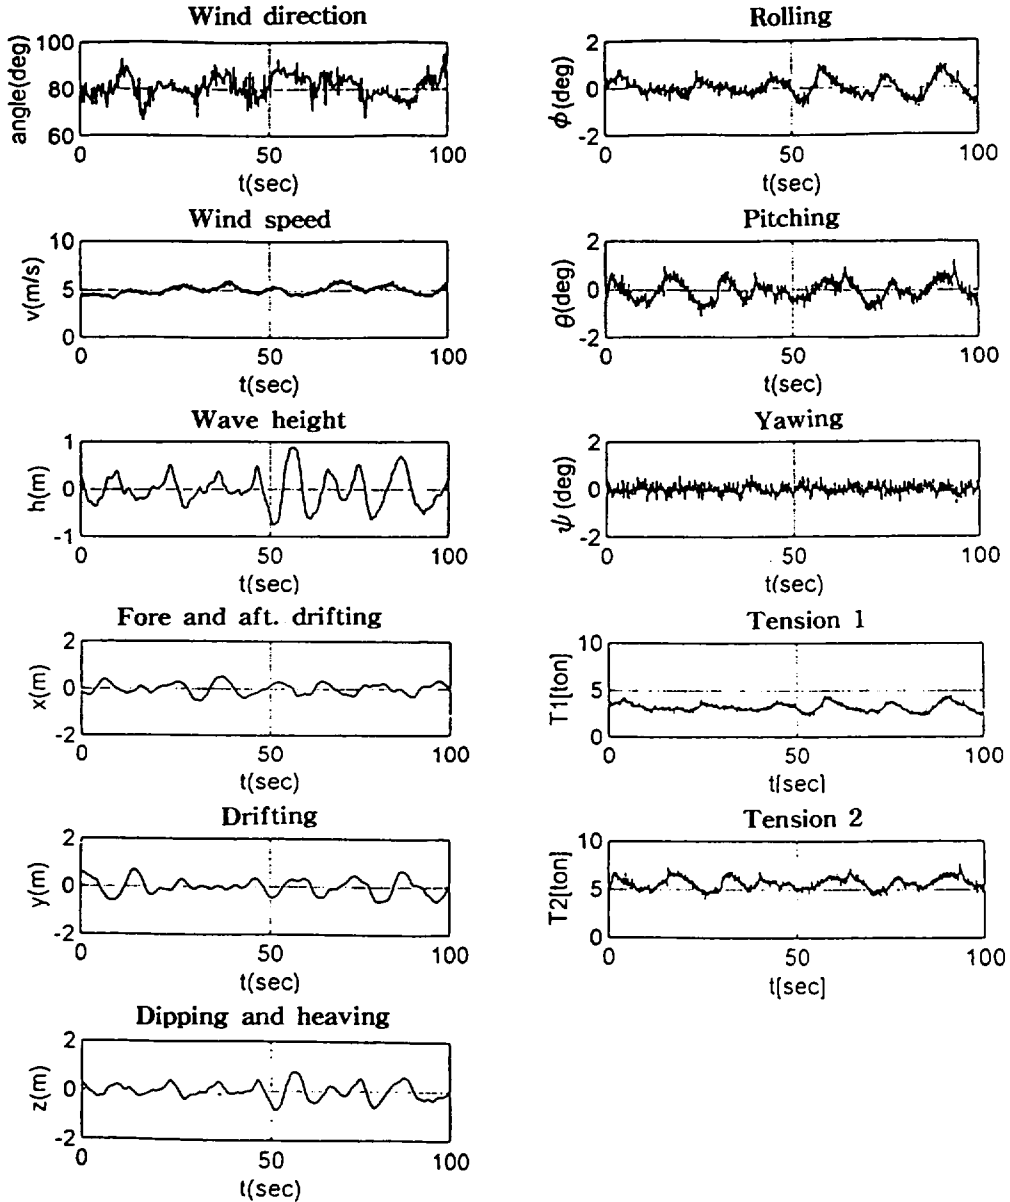 Wind direction
angle(deg)
100
80
60
0
50
100
t(sec)
Wind speed
v(m/s)
10
5
0
0
50
100
t(sec)
Wave height
h(m)
1
0
-1
0
50
100
t(sec)
Fore and aft. drifting
x(m)
2
0
-2
0
50
100
t(sec)
Drifting
y(m)
2
0
-2
0
50
100
t(sec)
Dipping and heaving
z(m)
2
0
-2
0
50
100
t(sec)
Rolling
ϕ(deg)
2
0
-2
0
50
100
t(sec)
Pitching
θ(deg)
2
0
-2
0
50
100
t(sec)
Yawing
ψ(deg)
2
0
-2
0
50
100
t(sec)
Tension 1
T1[ton]
10
5
0
0
50
100
t[sec]
Tension 2
T2[ton]
10
5
0
0
50
100
t[sec]